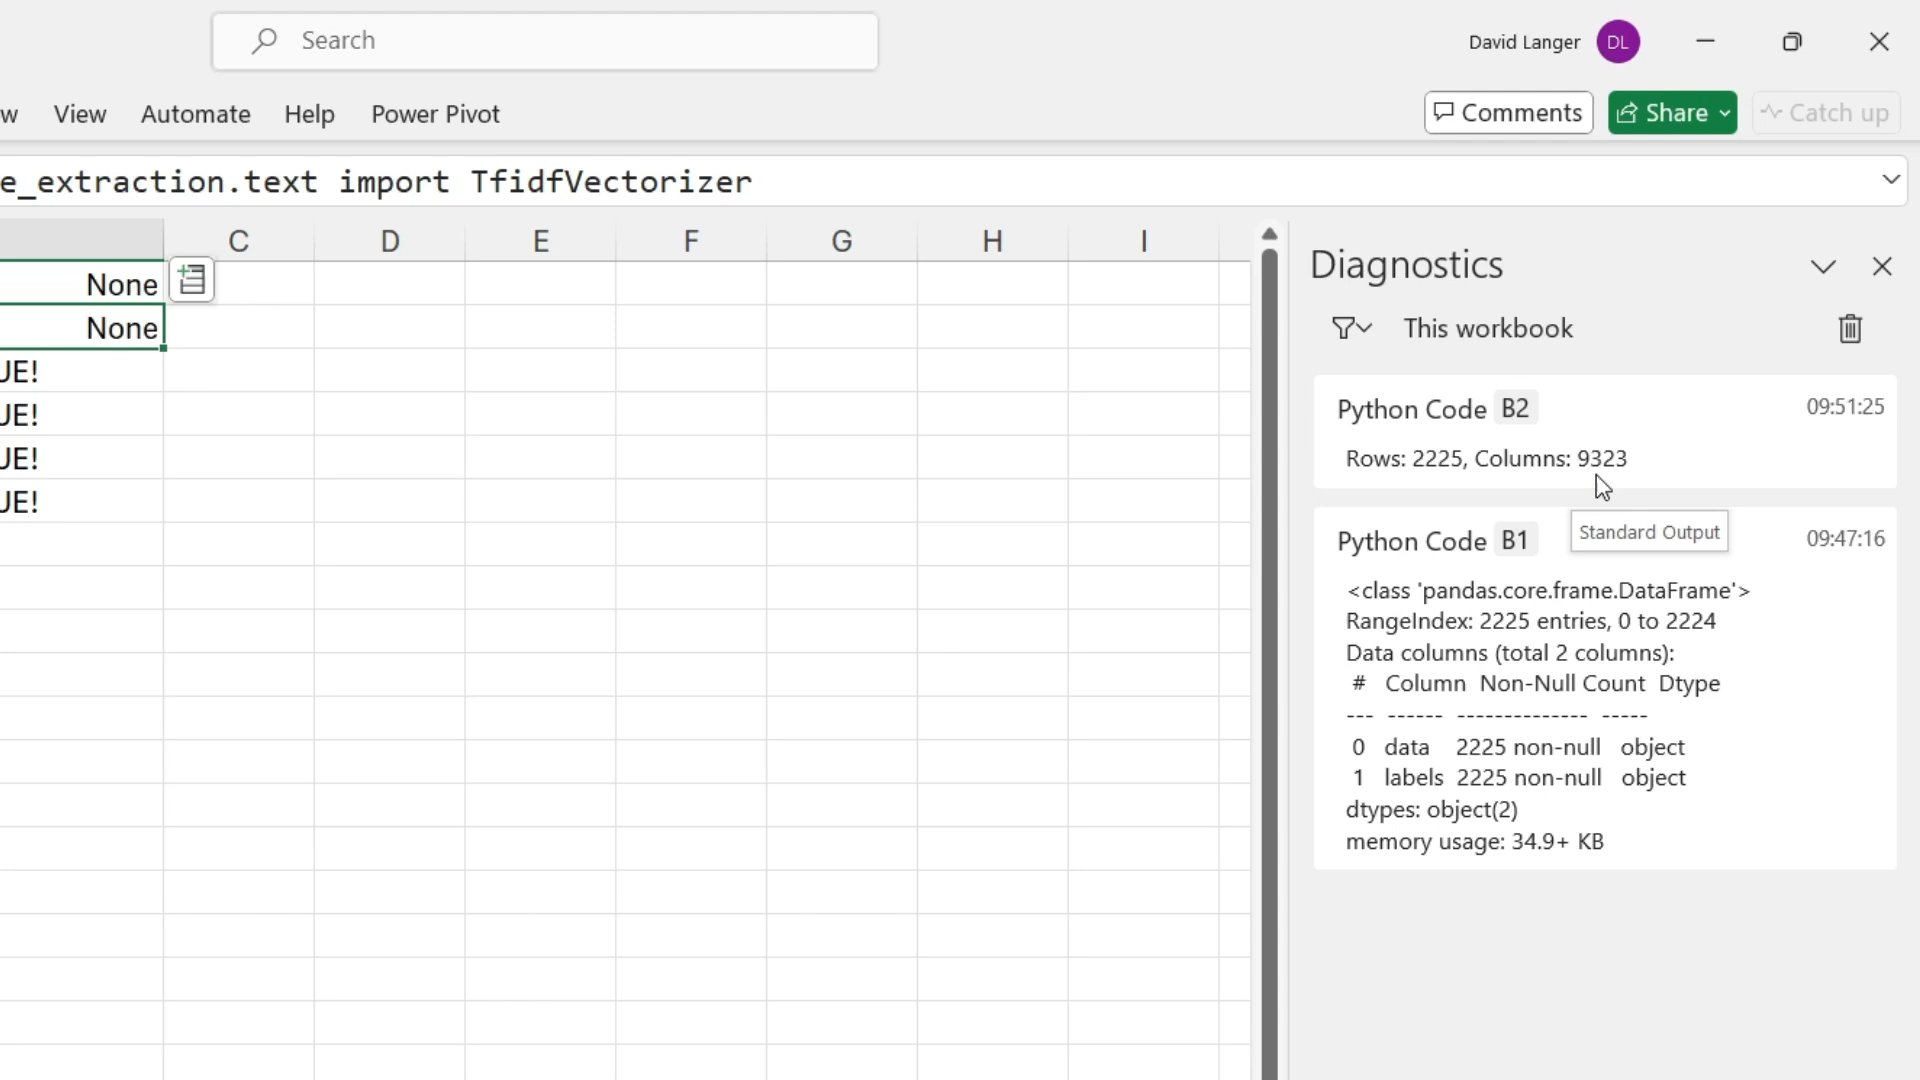 Search
David Langer DL
w View Automate Help Power Pivot
Comments Share Catch up
e_extraction.text import TfidfVectorizer
C D E F G H I
None
None
UE!
UE!
UE!
UE!
Diagnostics
This workbook
Python Code B2 09:51:25
Rows: 2225, Columns: 9323
Standard Output
Python Code B1 09:47:16
<class 'pandas.core.frame.DataFrame'>
RangeIndex: 2225 entries, 0 to 2224
Data columns (total 2 columns):
# Column Non-Null Count Dtype
--- ------ -------------- -----
0 data 2225 non-null object
1 labels 2225 non-null object
dtypes: object(2)
memory usage: 34.9+ KB